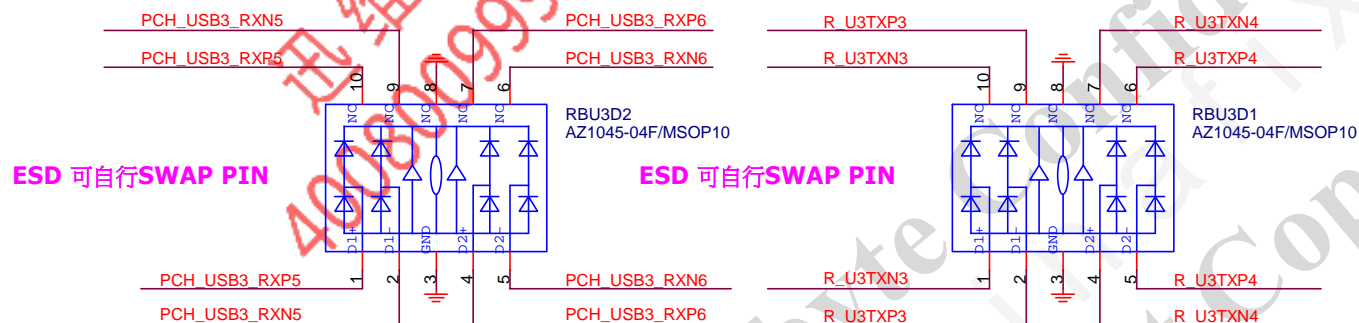 PCH_USB3_RXN5 PCH_USB3_RXP6 R_U3TXP3 R_U3TXN4
PCH_USB3_RXP5 PCH_USB3_RXN6 R_U3TXN3 R_U3TXP4
10 9 8 7 6 10 9 8 7 6
NC NC NC NC NC NC NC NC NC NC
RBU3D2 RBU3D1
AZ1045-04F/MSOP10 AZ1045-04F/MSOP10
ESD 可自行SWAP PIN ESD 可自行SWAP PIN
D1+ D1- GND D2+ D2- D1+ D1- GND D2+ D2-
1 2 3 4 5 1 2 3 4 5
PCH_USB3_RXP5 PCH_USB3_RXN6 R_U3TXN3 R_U3TXP4
PCH_USB3_RXN5 PCH_USB3_RXP6 R_U3TXP3 R_U3TXN4